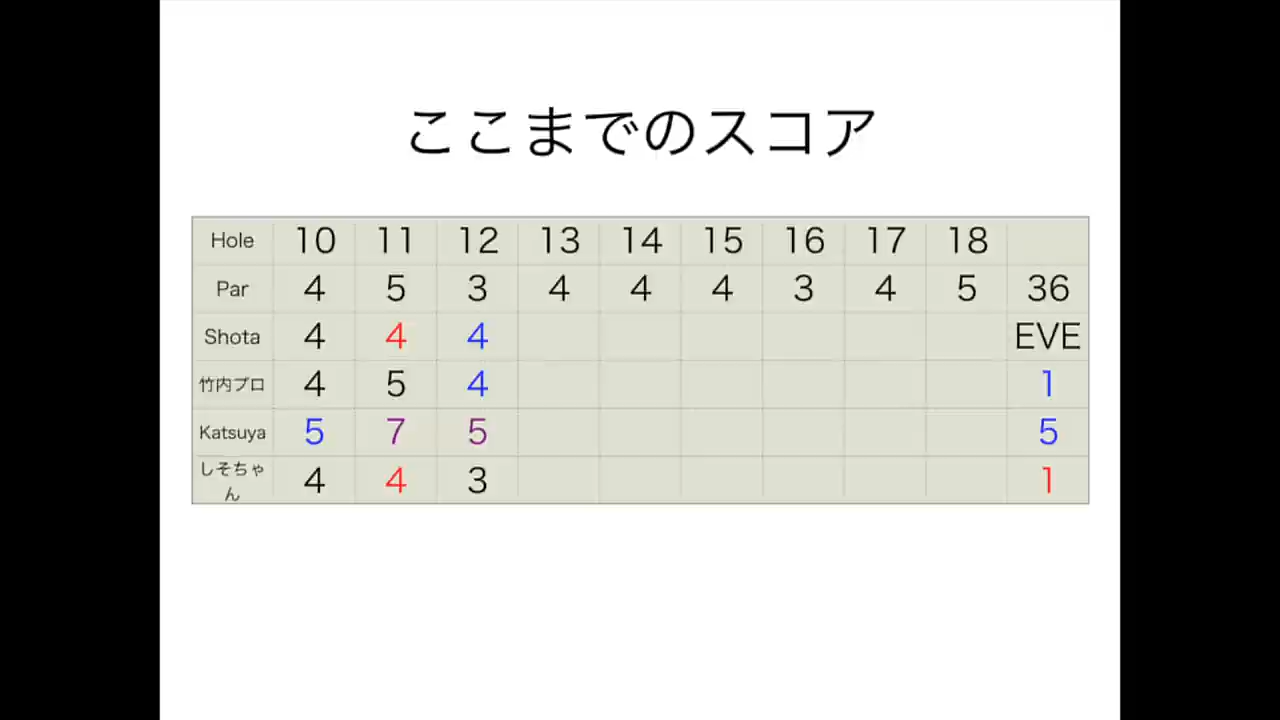 ここまでのスコア
Hole 10 11 12 13 14 15 16 17 18
Par 4 5 3 4 4 4 3 4 5 36
Shota 4 4 4 EVE
竹内プロ 4 5 4 1
Katsuya 5 7 5 5
しそちゃ
ん 4 4 3 1